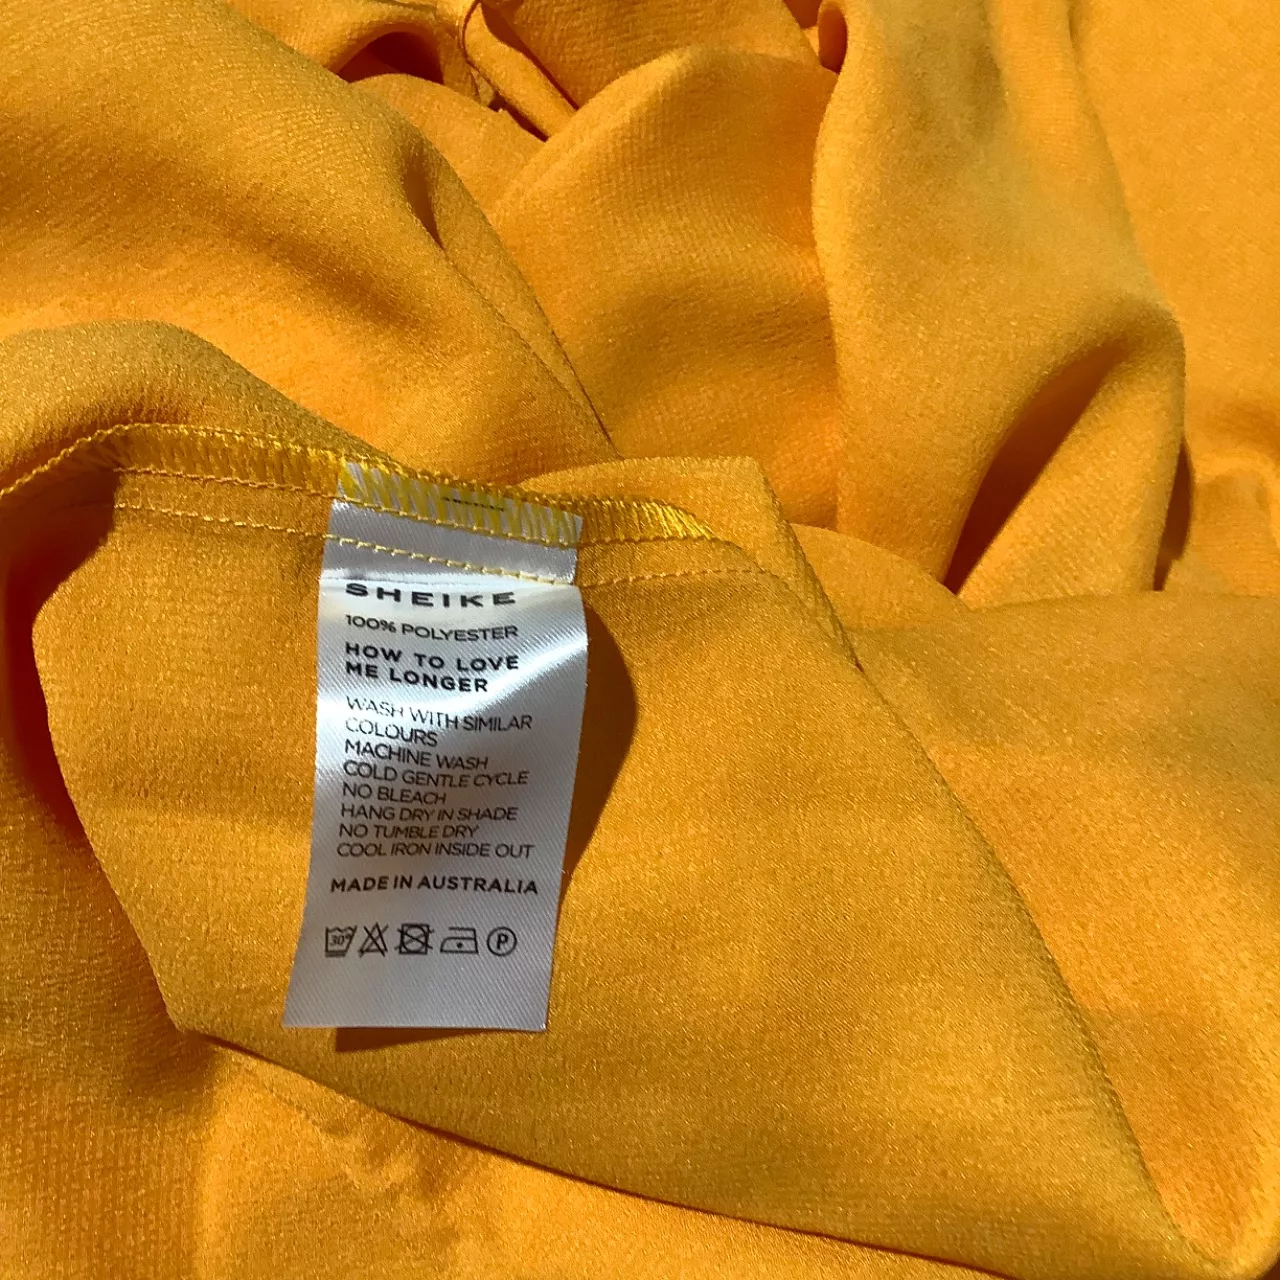 SHEIKE
100% POLYESTER
HOW TO LOVE
ME LONGER
WASH WITH SIMILAR
COLOURS
MACHINE WASH
COLD GENTLE CYCLE
NO BLEACH
HANG DRY IN SHADE
NO TUMBLE DRY
COOL IRON INSIDE OUT
MADE IN AUSTRALIA
30° P